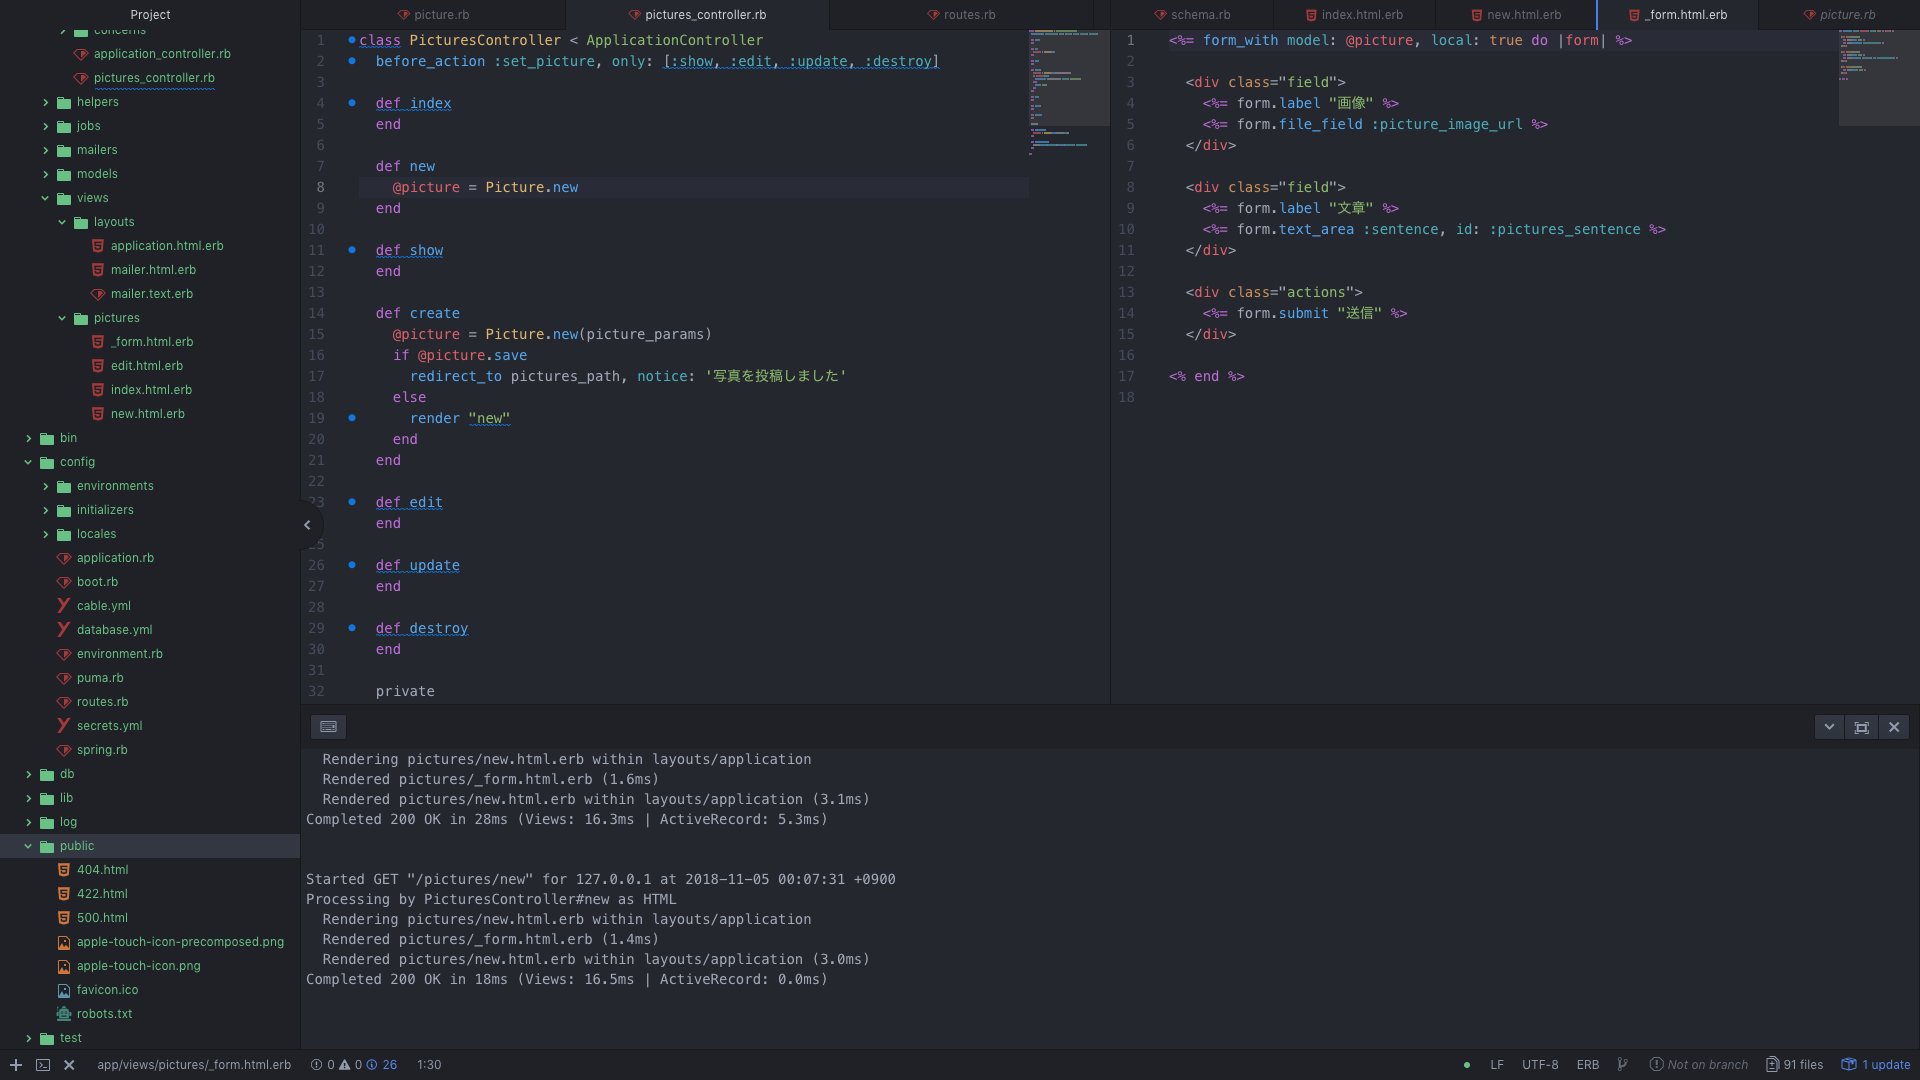 Project
concerns
application_controller.rb
pictures_controller.rb
helpers
jobs
mailers
models
views
layouts
application.html.erb
mailer.html.erb
mailer.text.erb
pictures
_form.html.erb
edit.html.erb
index.html.erb
new.html.erb
bin
config
environments
initializers
locales
application.rb
boot.rb
cable.yml
database.yml
environment.rb
puma.rb
routes.rb
secrets.yml
spring.rb
db
lib
log
public
404.html
422.html
500.html
apple-touch-icon-precomposed.png
apple-touch-icon.png
favicon.ico
robots.txt
test
picture.rb pictures_controller.rb routes.rb
1 class PicturesController < ApplicationController
2 before_action :set_picture, only: [:show, :edit, :update, :destroy]
3
4 def index
5 end
6
7 def new
8 @picture = Picture.new
9 end
10
11 def show
12 end
13
14 def create
15 @picture = Picture.new(picture_params)
16 if @picture.save
17 redirect_to pictures_path, notice: '写真を投稿しました'
18 else
19 render "new"
20 end
21 end
22
23 def edit
end
25
26 def update
27 end
28
29 def destroy
30 end
31
32 private
schema.rb index.html.erb new.html.erb _form.html.erb picture.rb
1 <%= form_with model: @picture, local: true do |form| %>
2
3 <div class="field">
4 <%= form.label "画像" %>
5 <%= form.file_field :picture_image_url %>
6 </div>
7
8 <div class="field">
9 <%= form.label "文章" %>
10 <%= form.text_area :sentence, id: :pictures_sentence %>
11 </div>
12
13 <div class="actions">
14 <%= form.submit "送信" %>
15 </div>
16
17 <% end %>
18
Rendering pictures/new.html.erb within layouts/application
Rendered pictures/_form.html.erb (1.6ms)
Rendered pictures/new.html.erb within layouts/application (3.1ms)
Completed 200 OK in 28ms (Views: 16.3ms | ActiveRecord: 5.3ms)
Started GET "/pictures/new" for 127.0.0.1 at 2018-11-05 00:07:31 +0900
Processing by PicturesController#new as HTML
Rendering pictures/new.html.erb within layouts/application
Rendered pictures/_form.html.erb (1.4ms)
Rendered pictures/new.html.erb within layouts/application (3.0ms)
Completed 200 OK in 18ms (Views: 16.5ms | ActiveRecord: 0.0ms)
app/views/pictures/_form.html.erb 0 0 26 1:30 LF UTF-8 ERB Not on branch 91 files 1 update